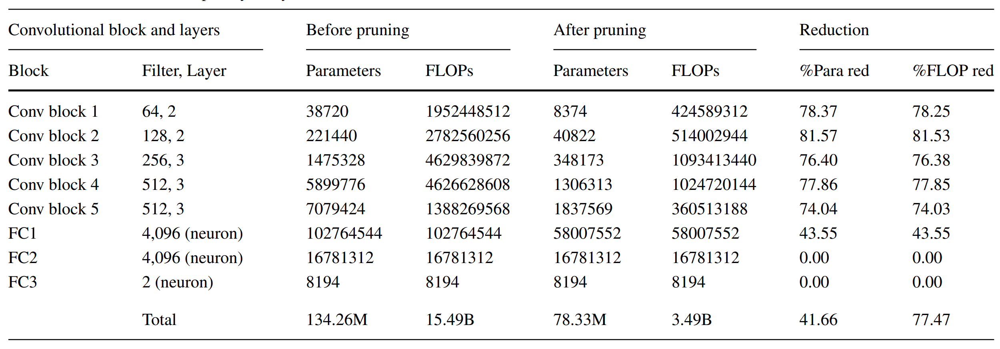 Convolutional block and layers Before pruning After pruning Reduction
Block Filter, Layer Parameters FLOPs Parameters FLOPs %Para red %FLOP red
Conv block 1 64, 2 38720 1952448512 8374 424589312 78.37 78.25
Conv block 2 128, 2 221440 2782560256 40822 514002944 81.57 81.53
Conv block 3 256, 3 1475328 4629839872 348173 1093413440 76.40 76.38
Conv block 4 512, 3 5899776 4626628608 1306313 1024720144 77.86 77.85
Conv block 5 512, 3 7079424 1388269568 1837569 360513188 74.04 74.03
FC1 4,096 (neuron) 102764544 102764544 58007552 58007552 43.55 43.55
FC2 4,096 (neuron) 16781312 16781312 16781312 16781312 0.00 0.00
FC3 2 (neuron) 8194 8194 8194 8194 0.00 0.00
Total 134.26M 15.49B 78.33M 3.49B 41.66 77.47